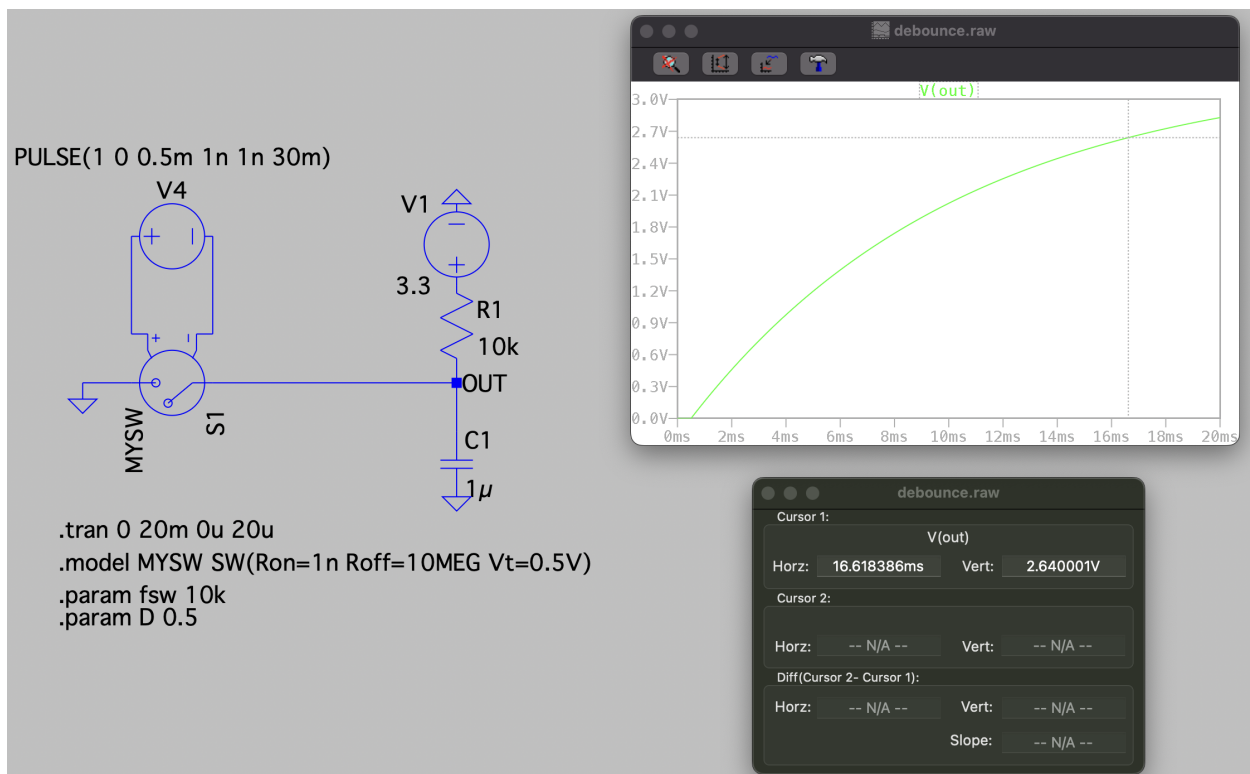 PULSE(1 0 0.5m 1n 1n 30m)
V4
+ −
+ −
MYSW
S1
V1
−
+
3.3
R1
10k
OUT
C1
1µ
.tran 0 20m 0u 20u
.model MYSW SW(Ron=1n Roff=10MEG Vt=0.5V)
.param fsw 10k
.param D 0.5
debounce.raw
V(out)
3.0V
2.7V
2.4V
2.1V
1.8V
1.5V
1.2V
0.9V
0.6V
0.3V
0.0V
0ms 2ms 4ms 6ms 8ms 10ms 12ms 14ms 16ms 18ms 20ms
debounce.raw
Cursor 1:
V(out)
Horz: 16.618386ms Vert: 2.640001V
Cursor 2:
Horz: -- N/A -- Vert: -- N/A --
Diff(Cursor 2- Cursor 1):
Horz: -- N/A -- Vert: -- N/A --
Slope: -- N/A --